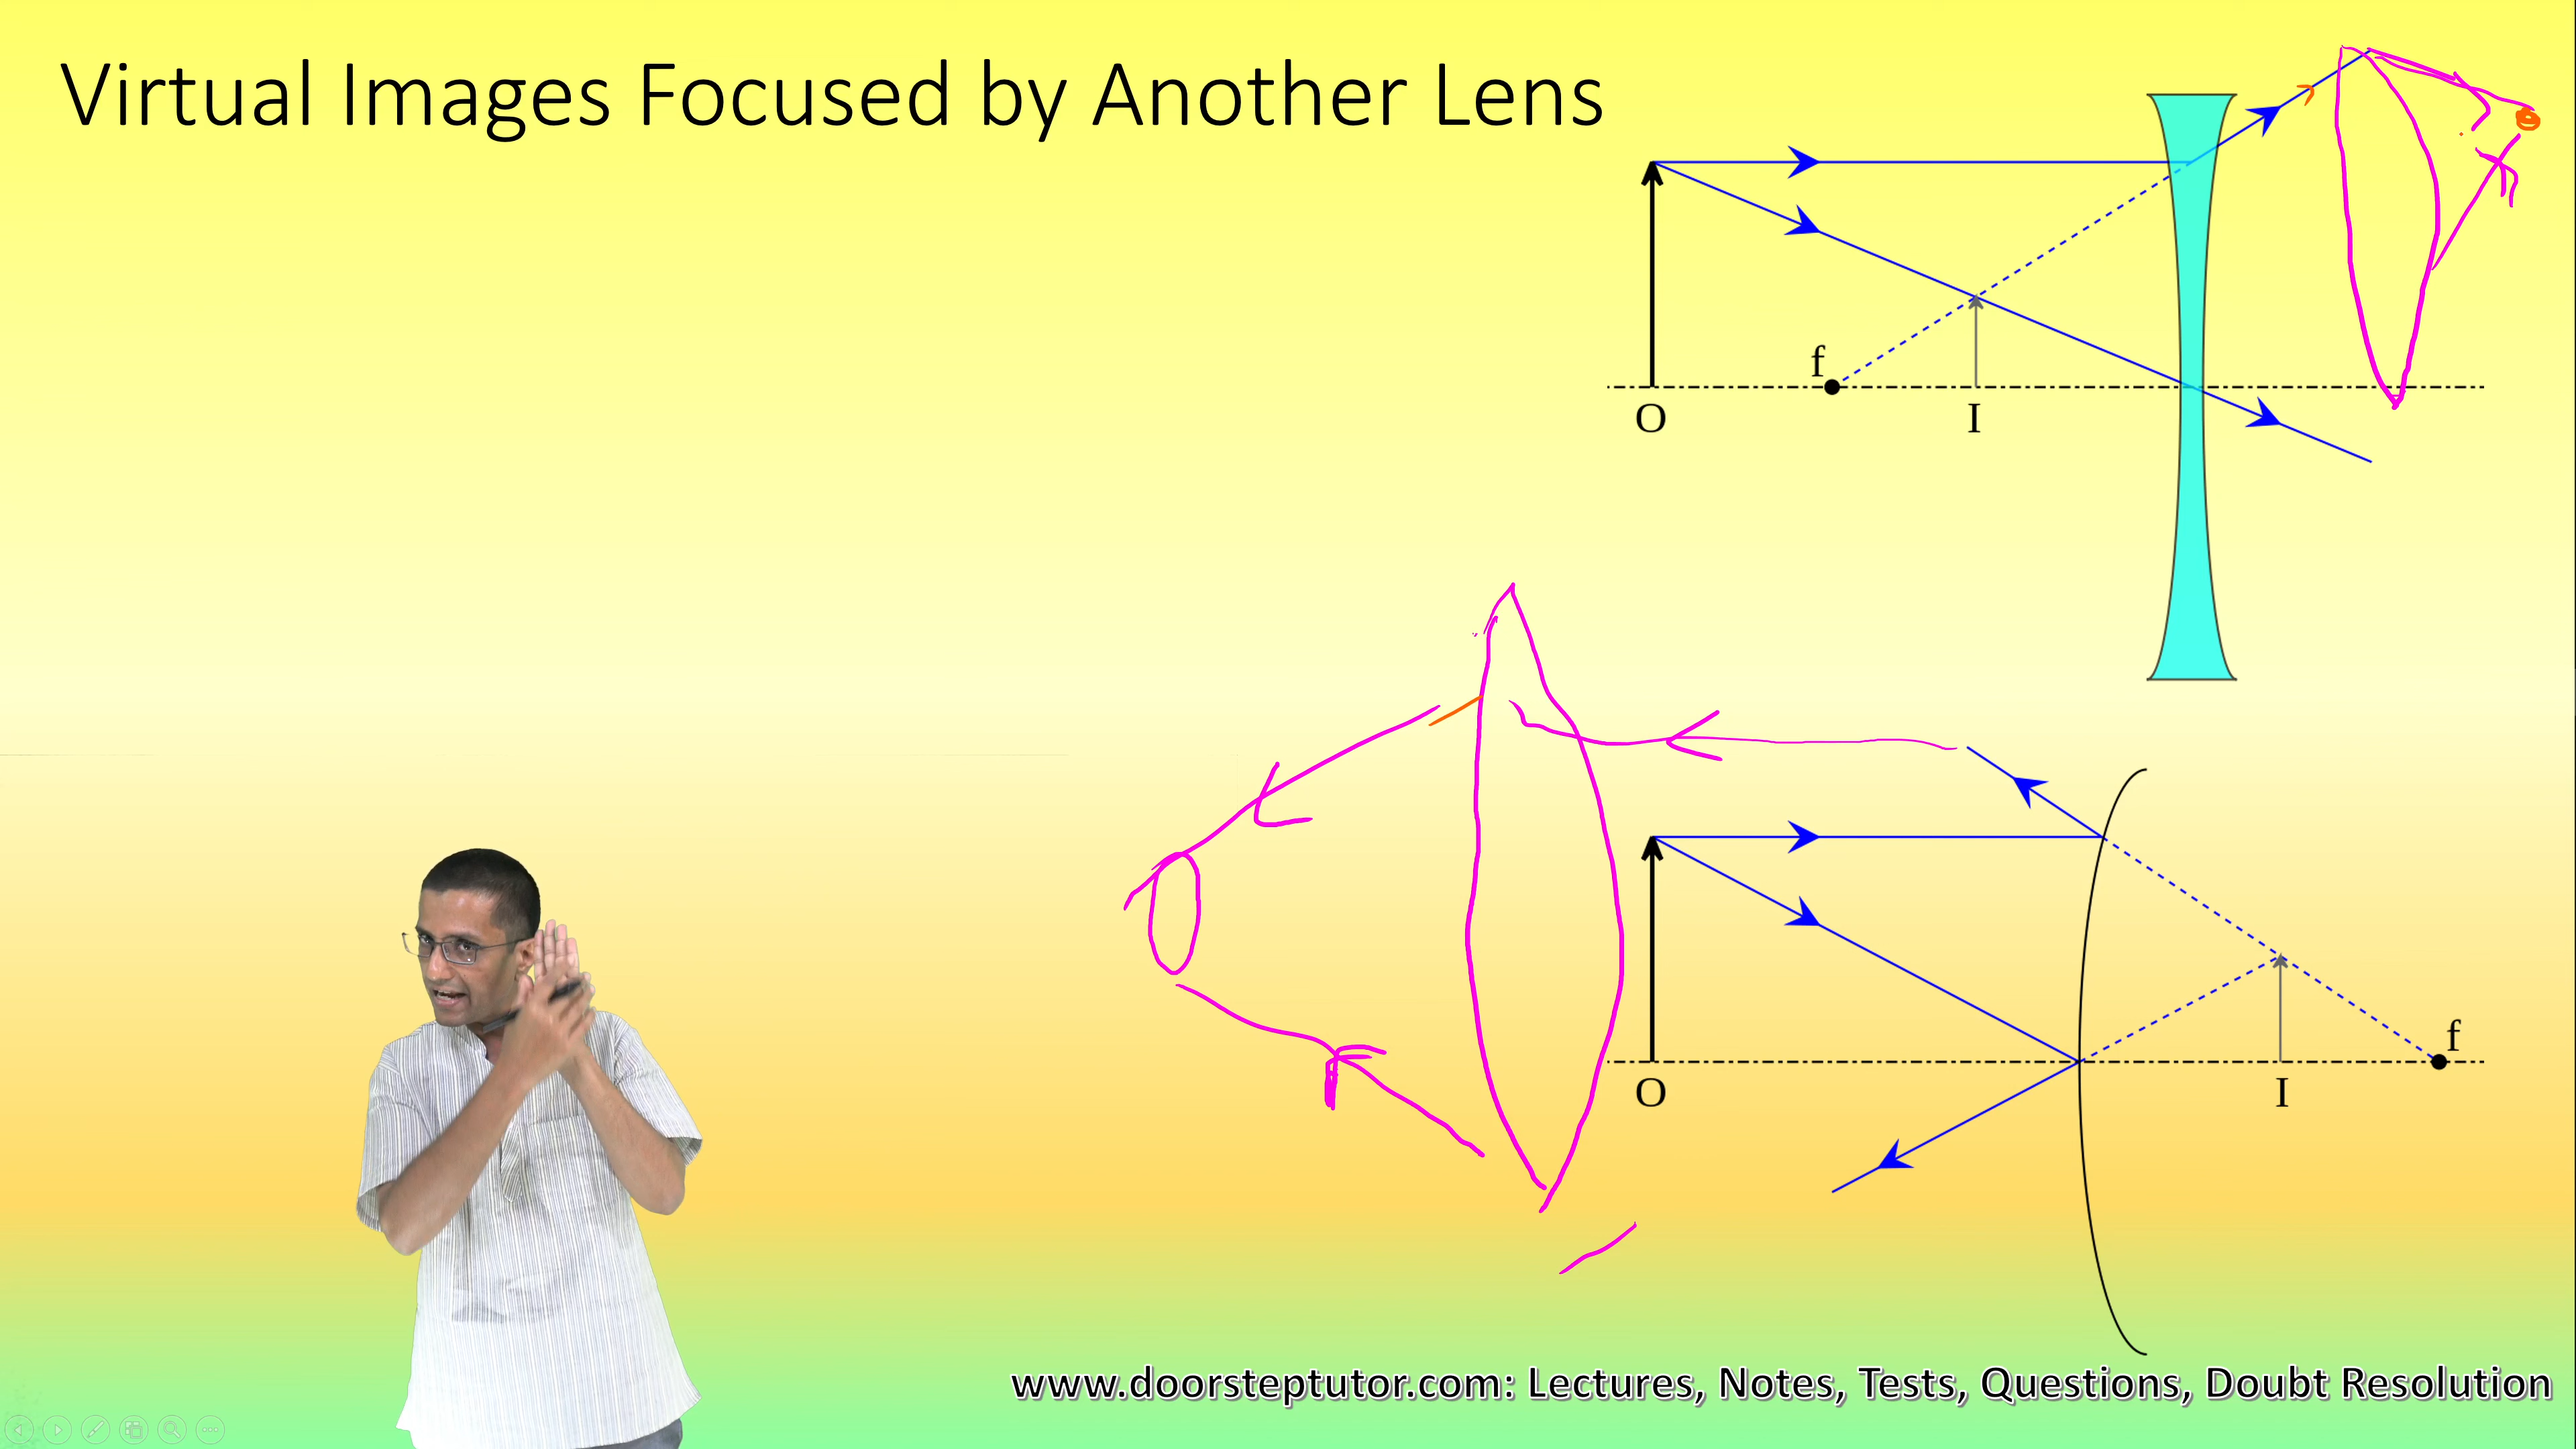 Virtual Images Focused by Another Lens
f
O
I
f
O
I
www.doorsteptutor.com: Lectures, Notes, Tests, Questions, Doubt Resolution